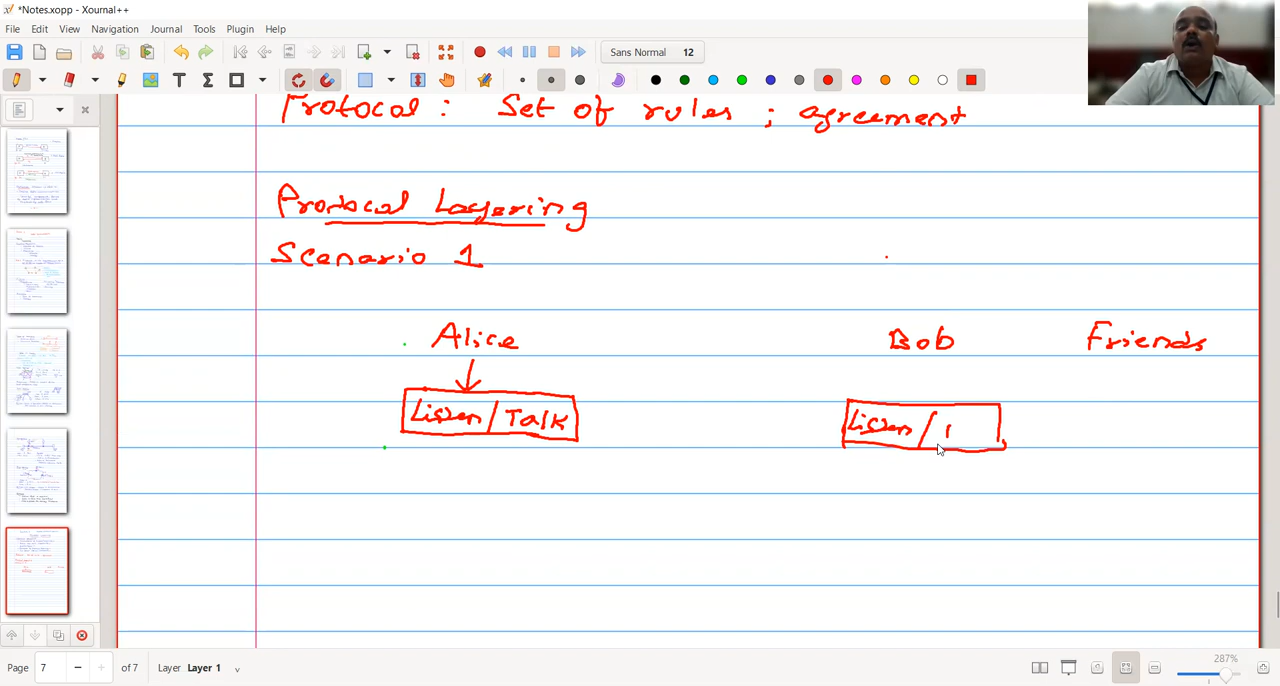 *Notes.xopp - Xournal++
File Edit View Navigation Journal Tools Plugin Help
Sans Normal 12
Protocol : Set of rules ; agreement
Protocol Layering
Scenario 1
Alice Bob Friends
Listen / Talk Listen /
Page 7 of 7 Layer Layer 1 287%